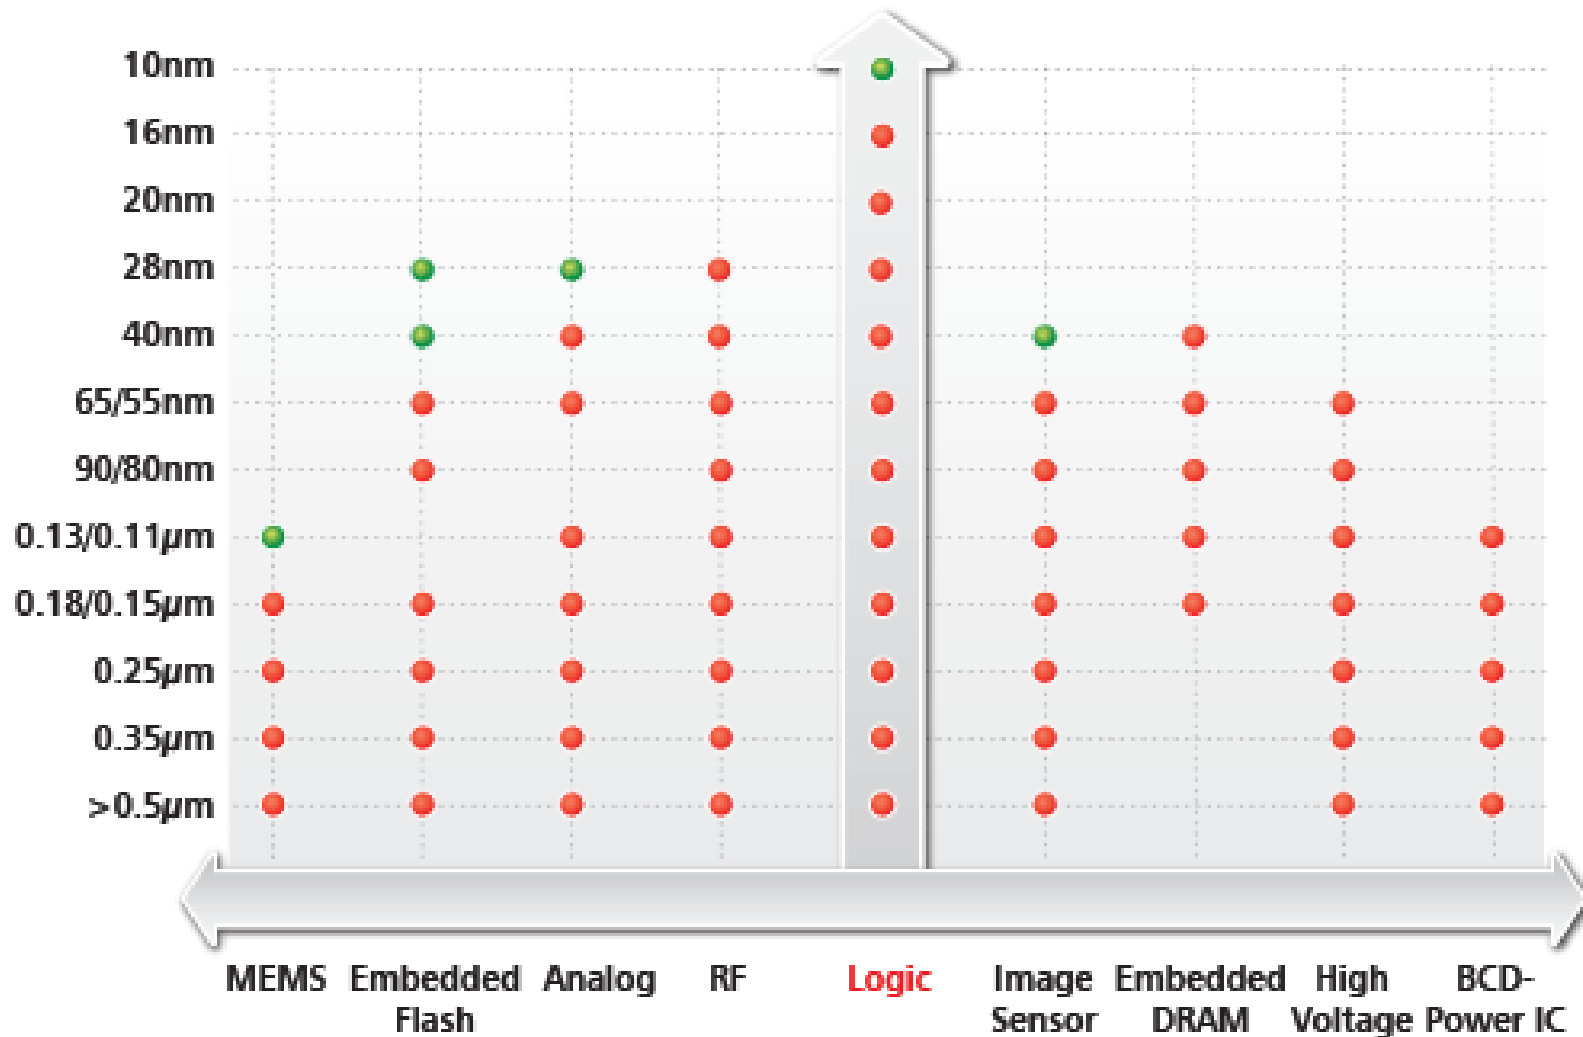 10nm
16nm
20nm
28nm
40nm
65/55nm
90/80nm
0.13/0.11µm
0.18/0.15µm
0.25µm
0.35µm
>0.5µm
MEMS
Embedded
Flash
Analog
RF
Logic
Image
Sensor
Embedded
DRAM
High
Voltage
BCD-
Power IC